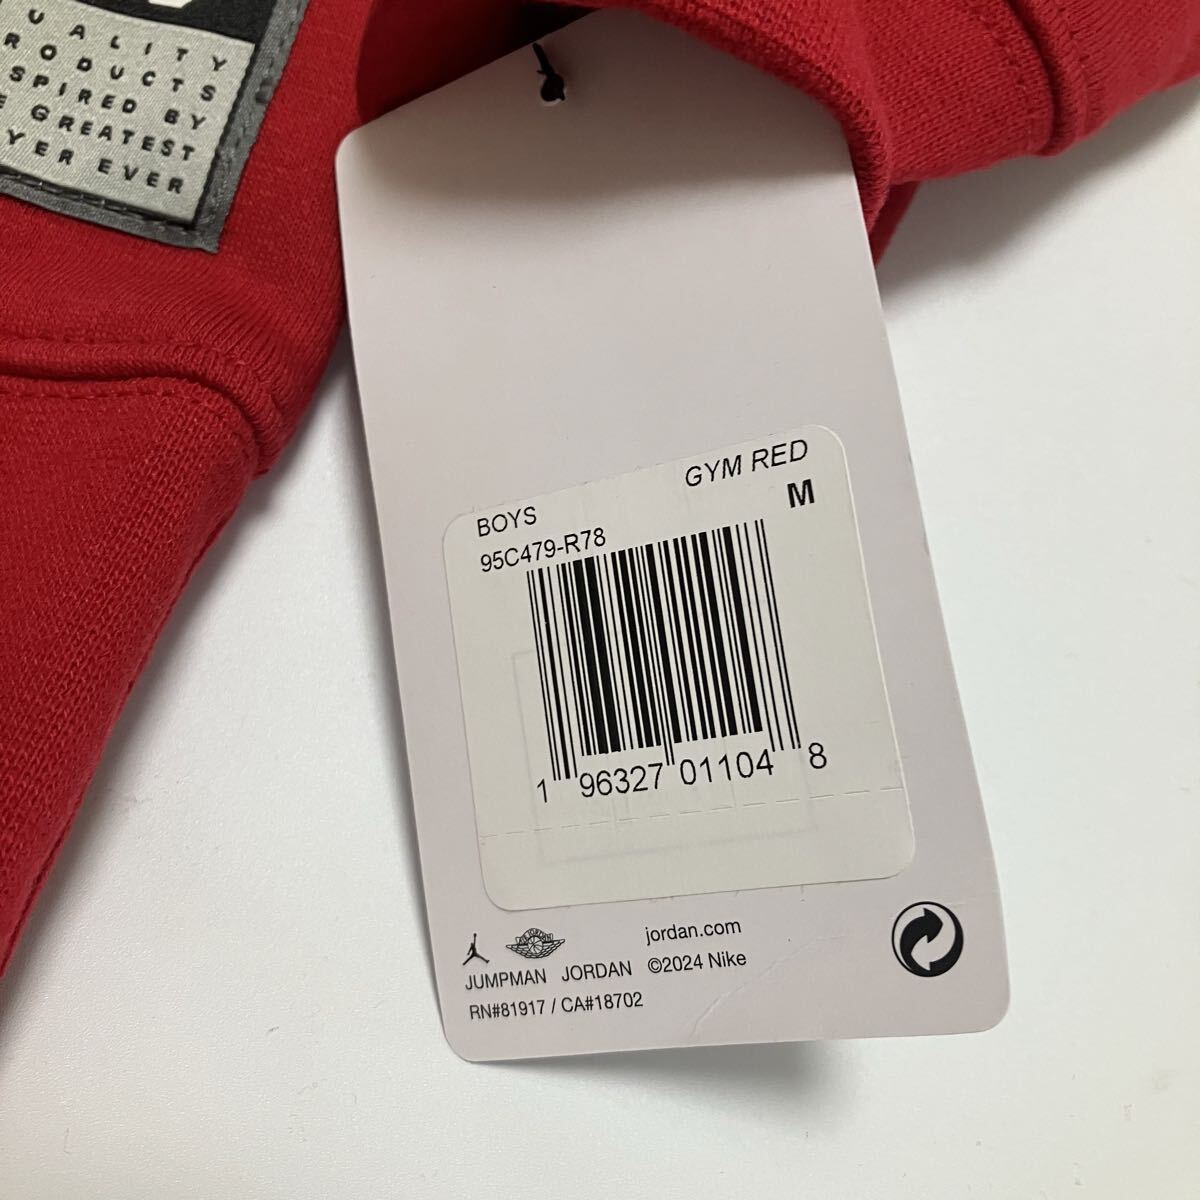 UALITY
RODUCTS
SPIRED BY
E GREATEST
YER EVER
GYM RED
BOYS
M
95C479-R78
1 96327 01104 8
jordan.com
JUMPMAN JORDAN ©2024 Nike
RN#81917 / CA#18702